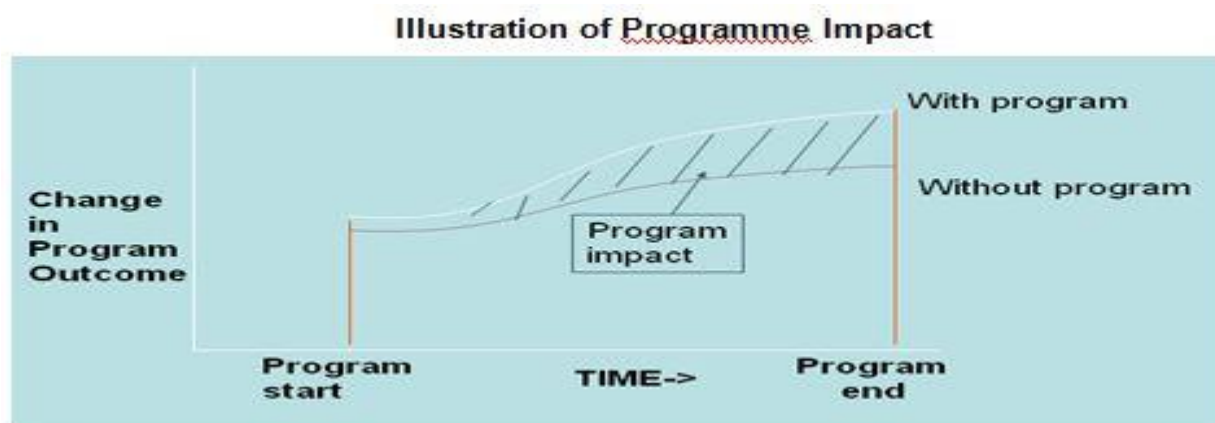 Illustration of Programme Impact
With program
Change
in
Program
Outcome
Without program
Program
impact
Program
start
TIME->
Program
end